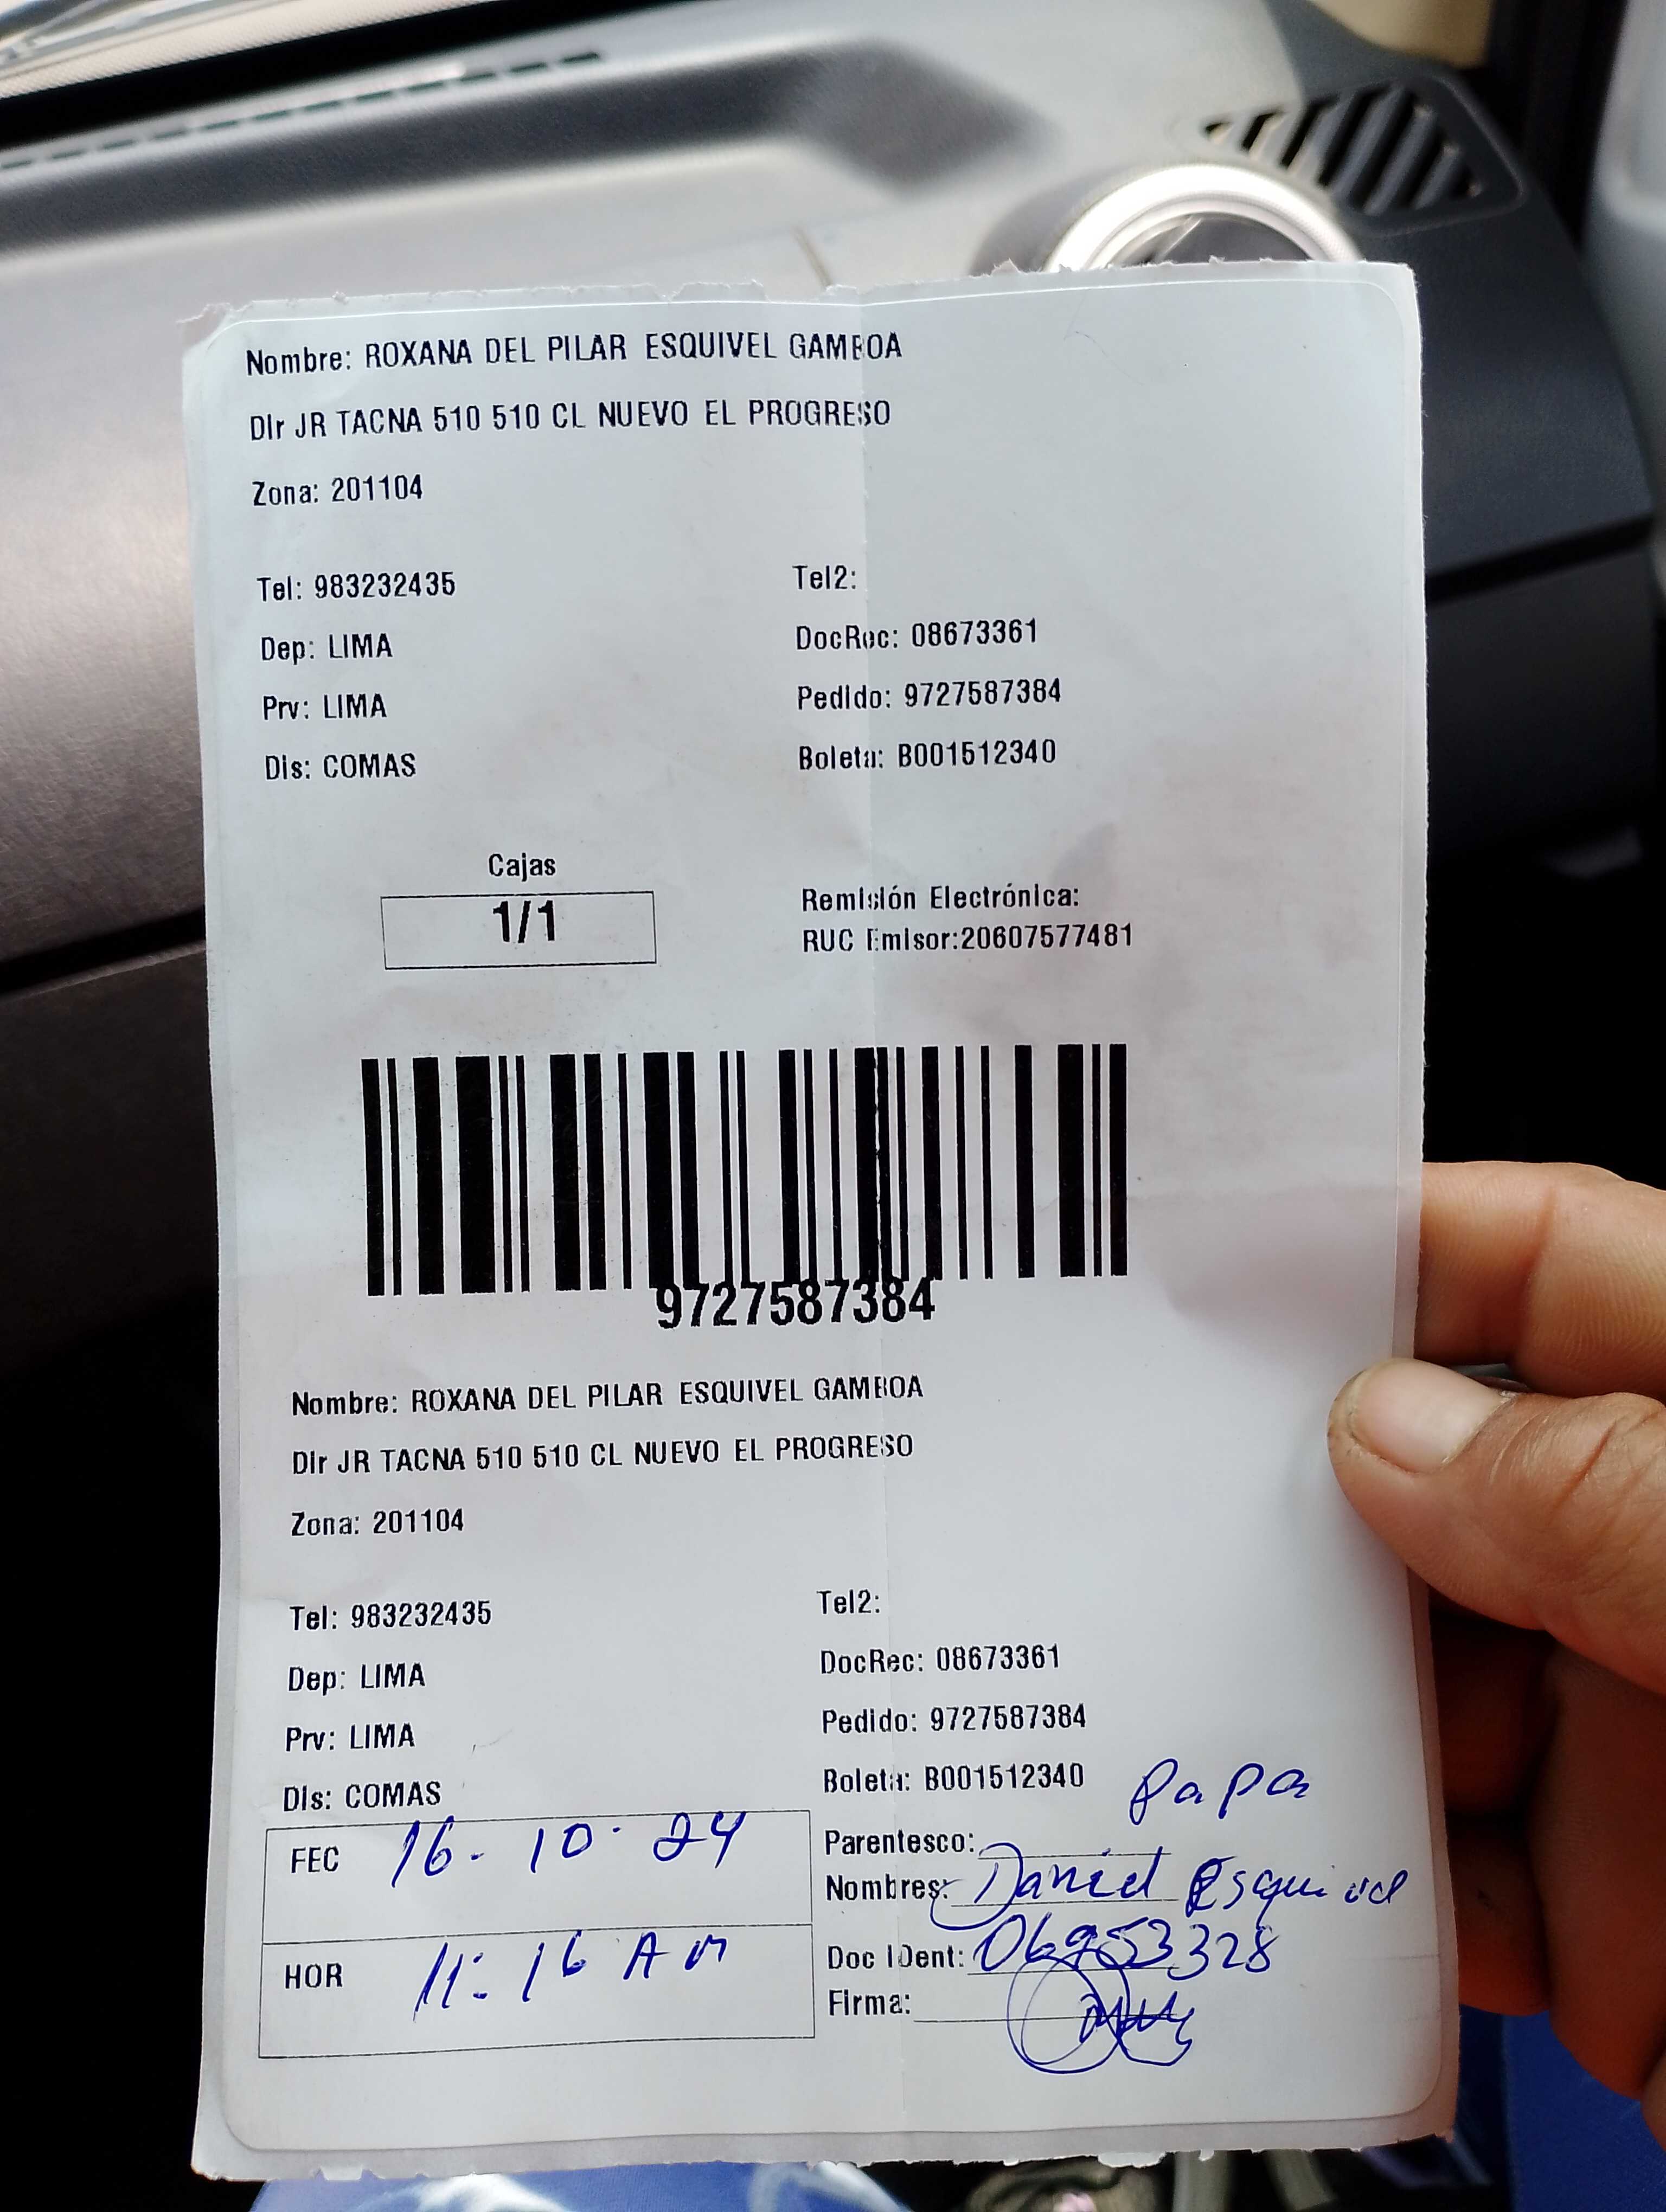 Nombre: ROXANA DEL PILAR ESQUIVEL GAMBOA
Dir JR TACNA 510 510 CL NUEVO EL PROGRESO
Zona: 201104
Tel: 983232435 Tel2:
Dep: LIMA DocRec: 08673361
Prv: LIMA Pedido: 9727587384
Dis: COMAS Boleta: B001512340
Cajas
1/1
Remisión Electrónica:
RUC Emisor:20607577481
9727587384
Nombre: ROXANA DEL PILAR ESQUIVEL GAMBOA
Dir JR TACNA 510 510 CL NUEVO EL PROGRESO
Zona: 201104
Tel: 983232435 Tel2:
Dep: LIMA DocRec: 08673361
Prv: LIMA Pedido: 9727587384
Dis: COMAS Boleta: B001512340
FEC 16-10-24
HOR 11:16 AM
Parentesco: Papa
Nombres: Daniel Esquivel
Doc IDent: 06953328
Firma: